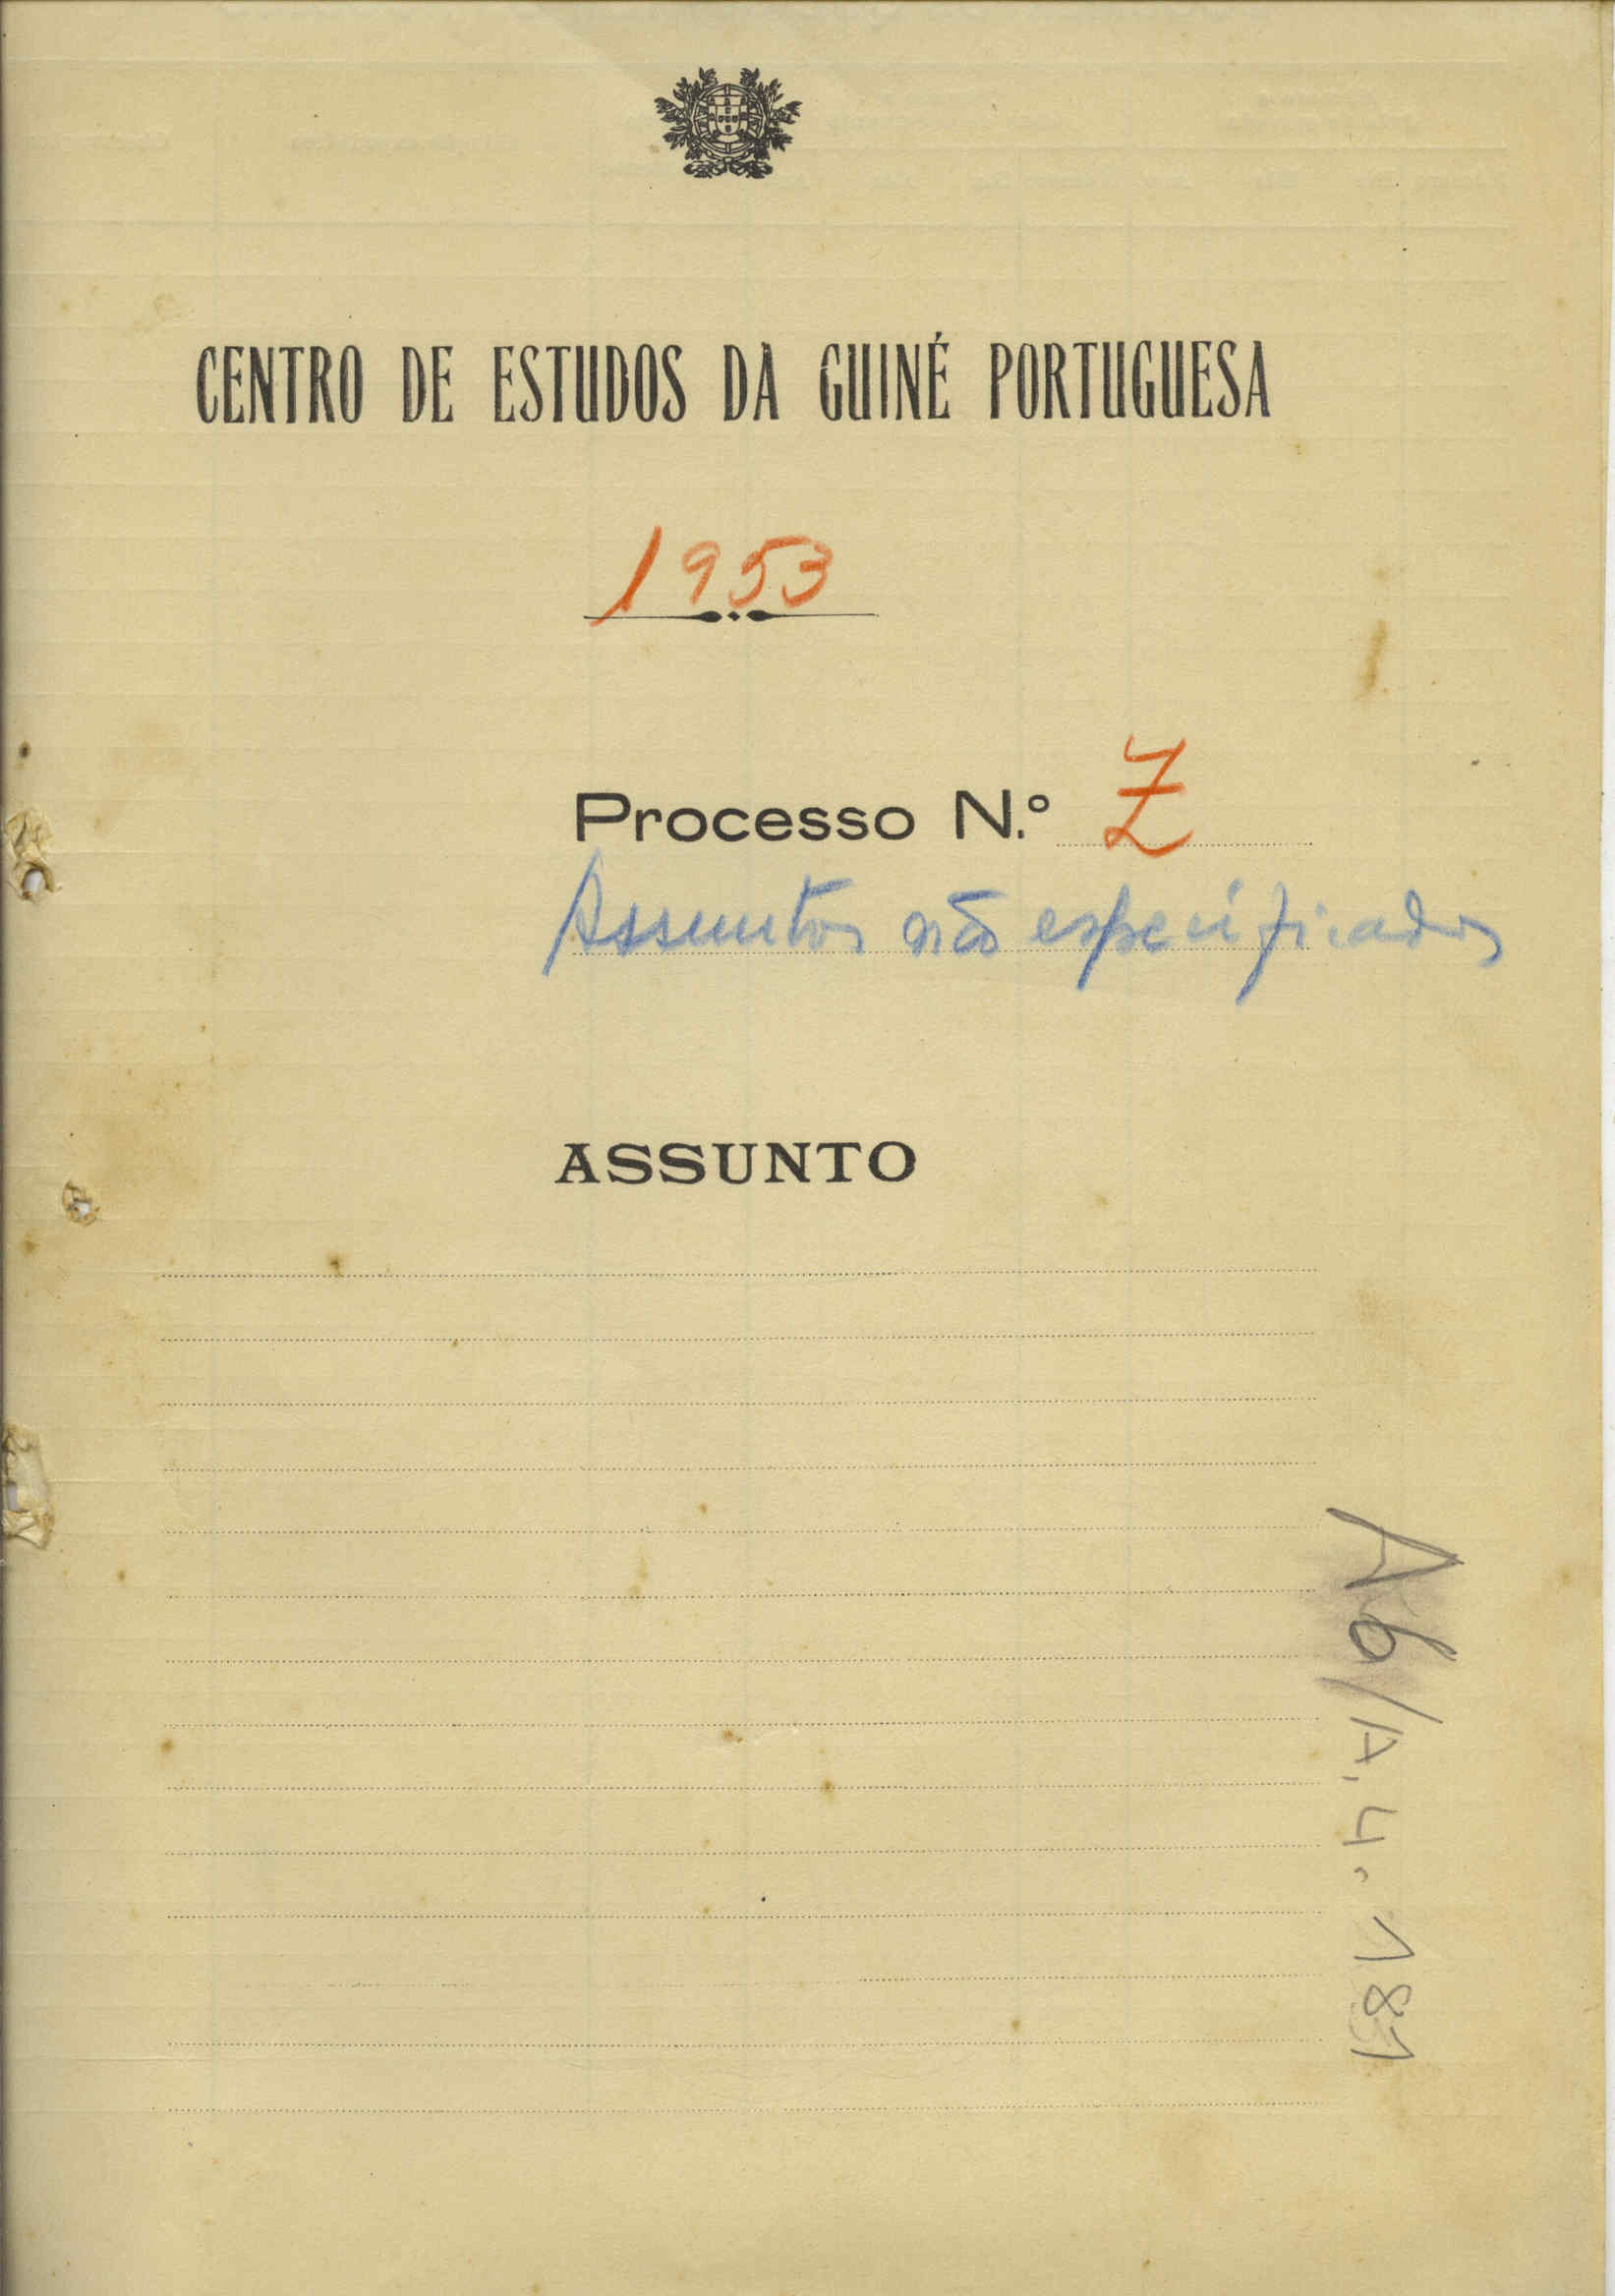 CENTRO DE ESTUDOS DA GUINÉ PORTUGUESA
1953
Processo N.º Z
Assuntos não especificados
ASSUNTO
A6/A,4.181